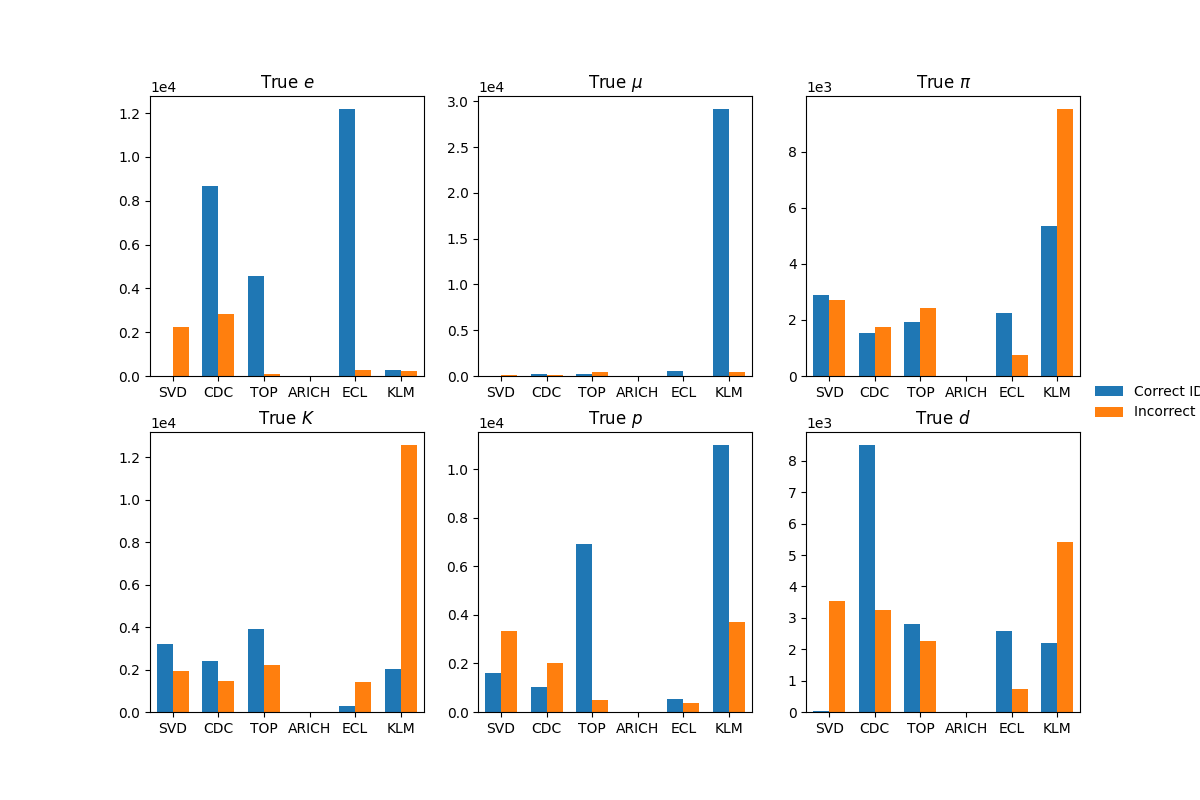 True e
1e4
1.2
1.0
0.8
0.6
0.4
0.2
0.0
SVD CDC TOP ARICH ECL KLM
True μ
1e4
3.0
2.5
2.0
1.5
1.0
0.5
0.0
SVD CDC TOP ARICH ECL KLM
True π
1e3
8
6
4
2
0
SVD CDC TOP ARICH ECL KLM
Correct ID
Incorrect
True K
1e4
1.2
1.0
0.8
0.6
0.4
0.2
0.0
SVD CDC TOP ARICH ECL KLM
True p
1e4
1.0
0.8
0.6
0.4
0.2
0.0
SVD CDC TOP ARICH ECL KLM
True d
1e3
8
7
6
5
4
3
2
1
0
SVD CDC TOP ARICH ECL KLM